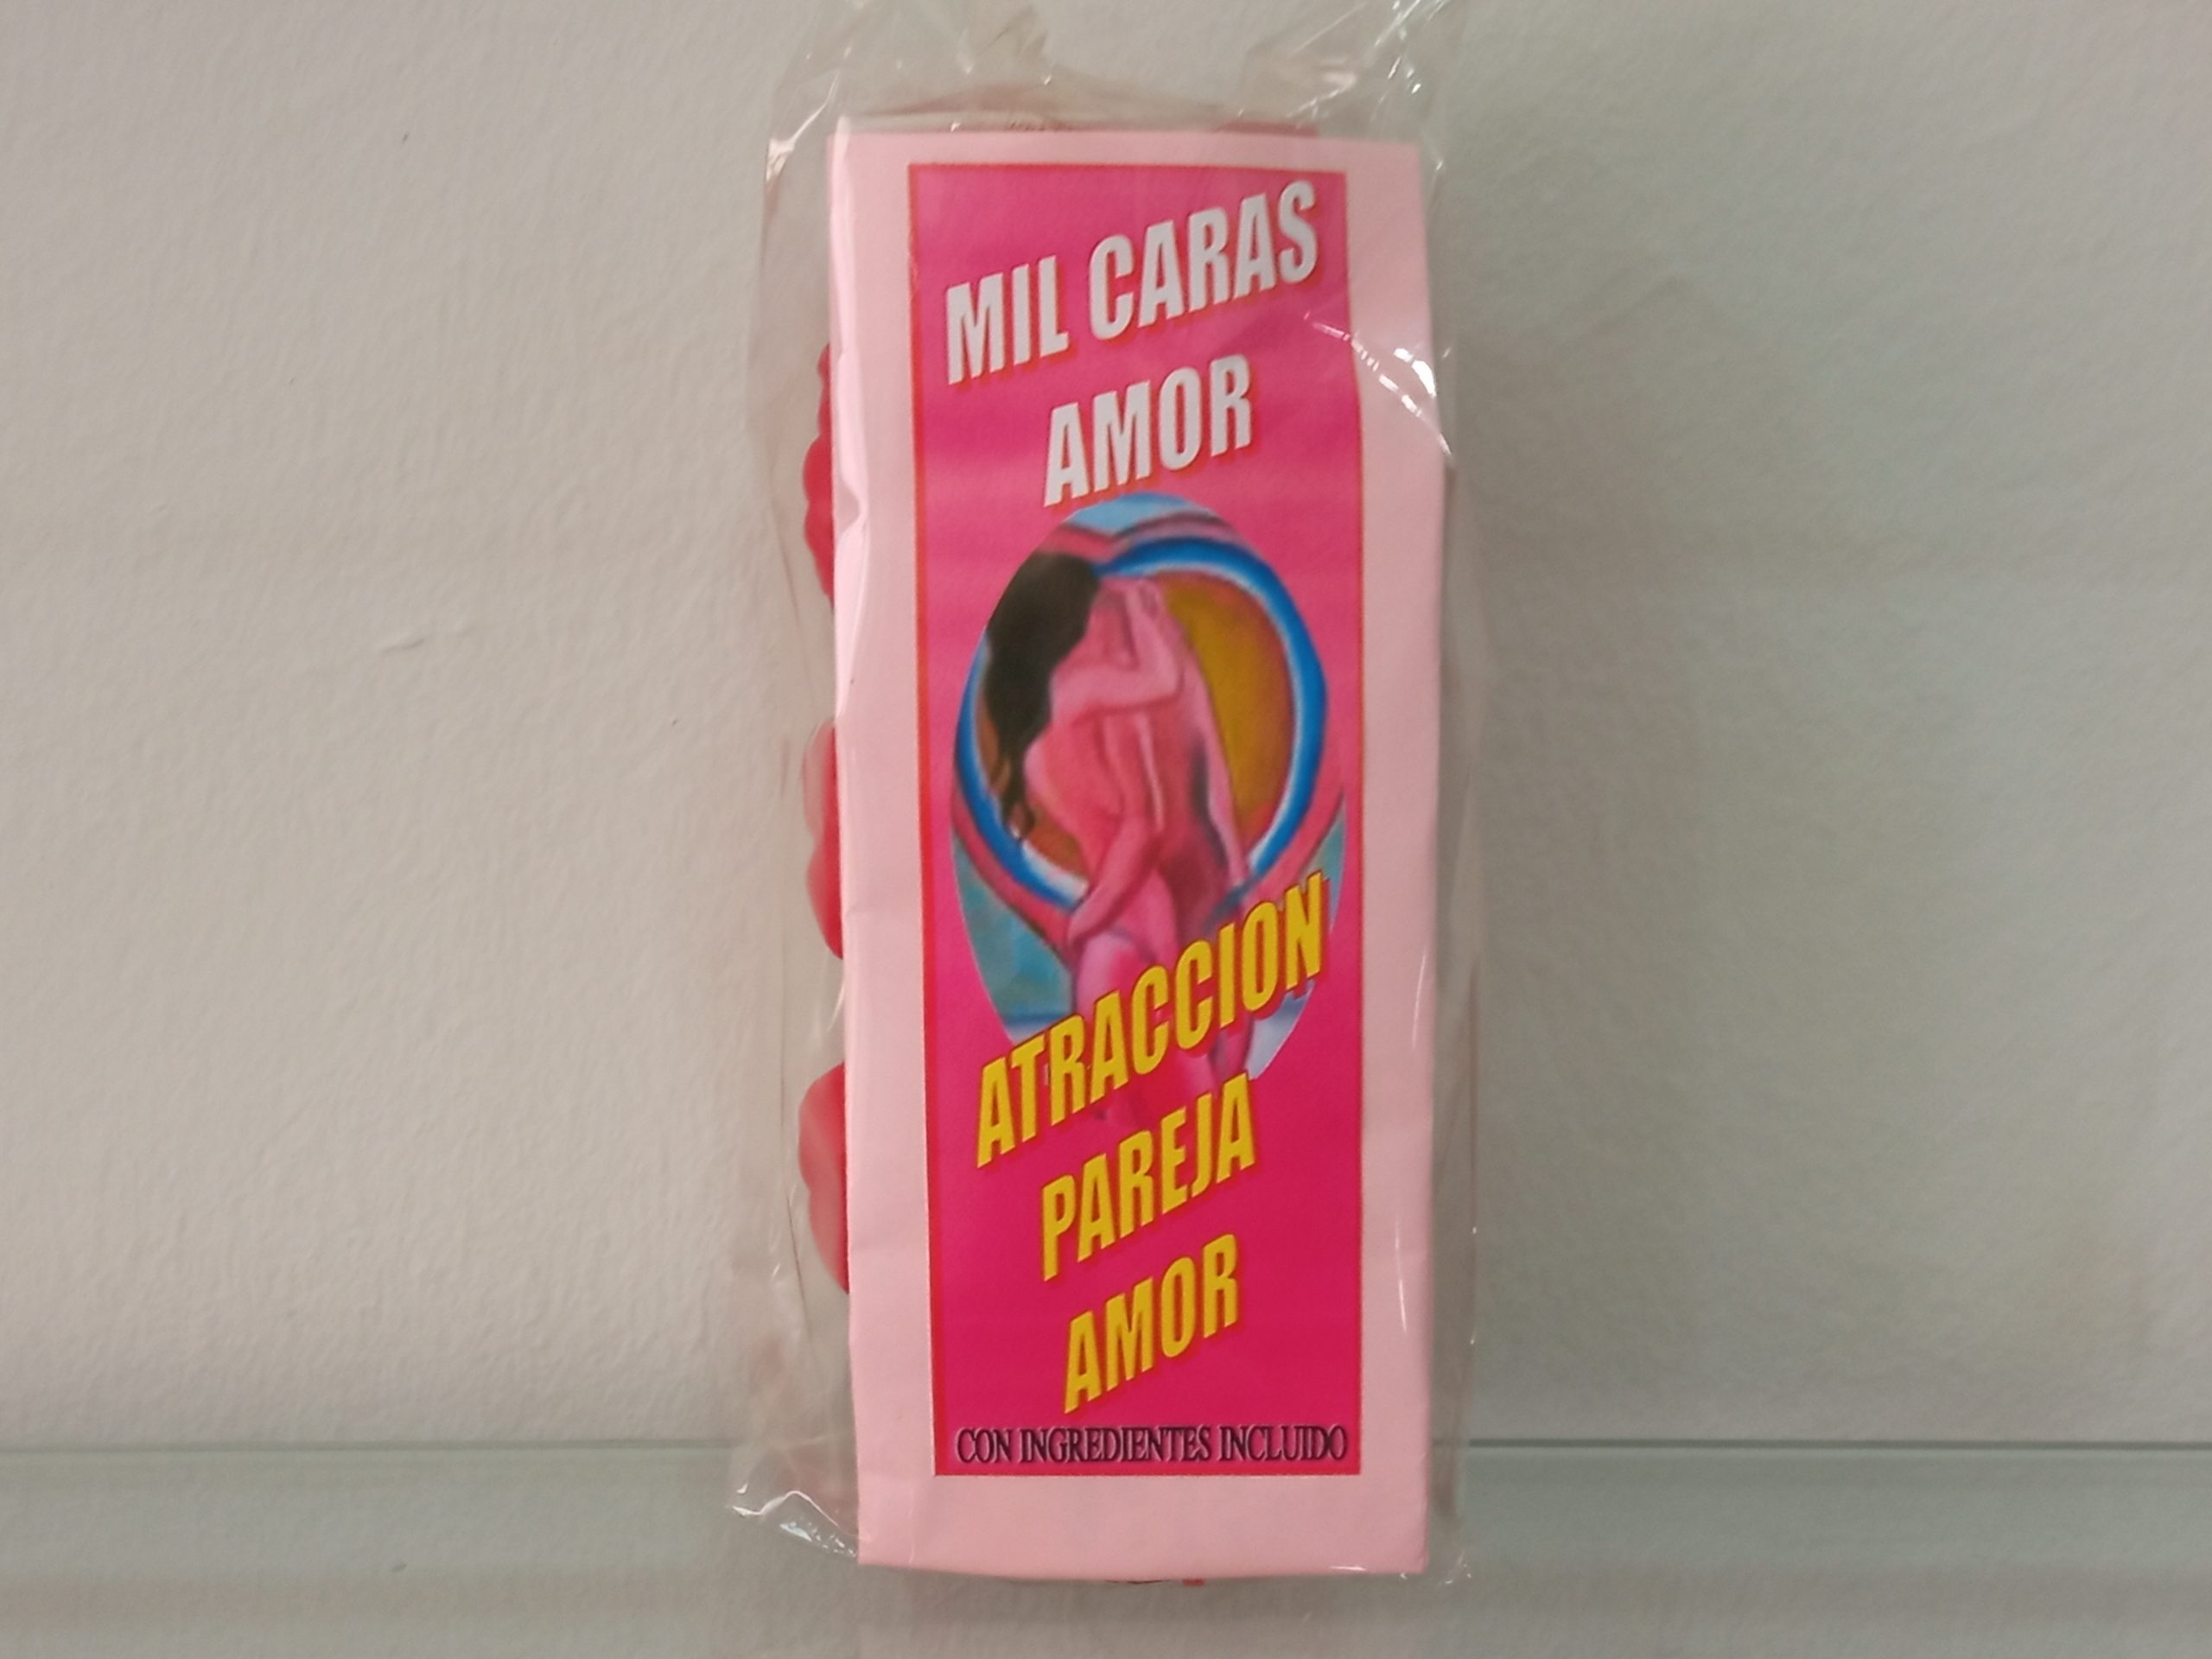 MIL CARAS
AMOR
ATRACCION
PAREJA
AMOR
CON INGREDIENTES INCLUIDO